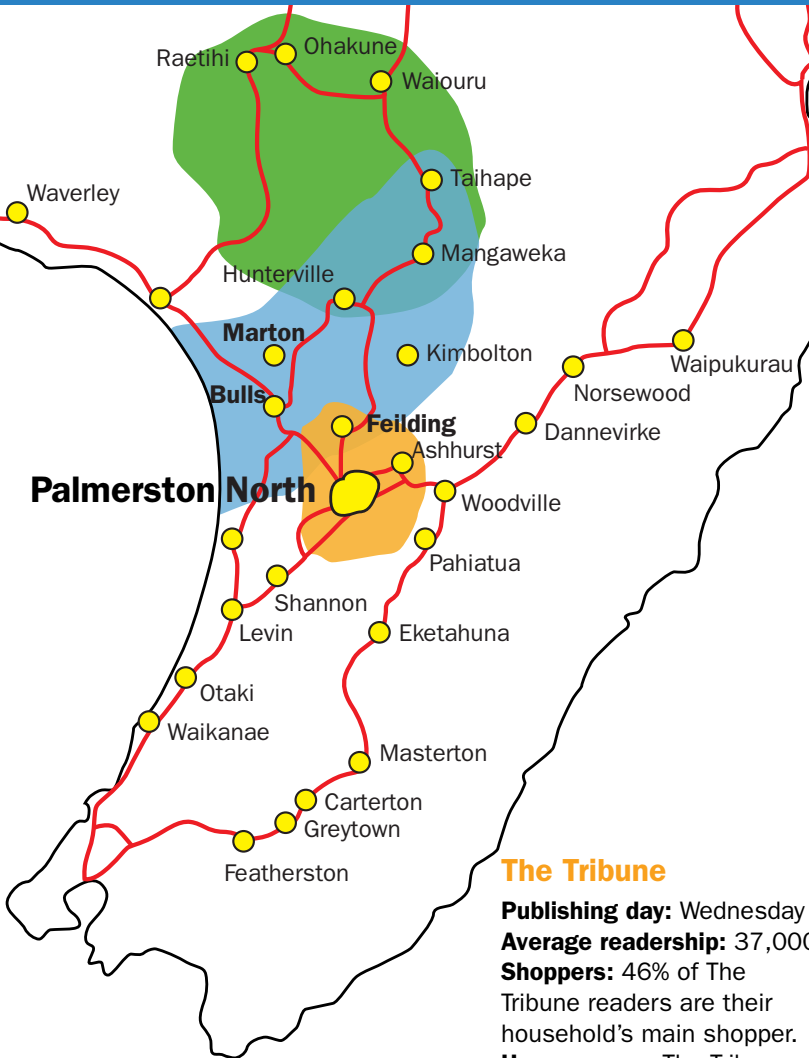 Raetihi
Ohakune
Waiouru
Taihape
Waverley
Mangaweka
Hunterville
Marton
Kimbolton
Waipukurau
Bulls
Norsewood
Feilding
Dannevirke
Ashhurst
Palmerston North
Woodville
Pahiatua
Shannon
Levin
Eketahuna
Otaki
Waikanae
Masterton
Carterton
Greytown
Featherston
The Tribune
Publishing day: Wednesday
Average readership: 37,000
Shoppers: 46% of The
Tribune readers are their
household's main shopper.